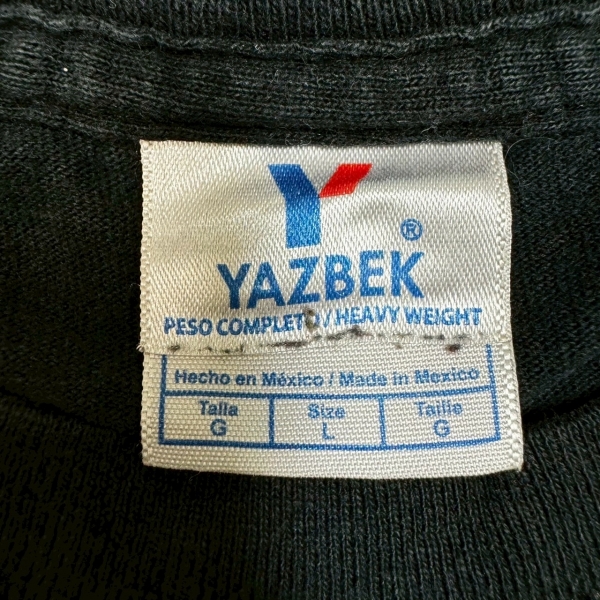 Y
®
YAZBEK
PESO COMPLETO / HEAVY WEIGHT
Hecho en México / Made in Mexico
Talla Size Taille
G L G